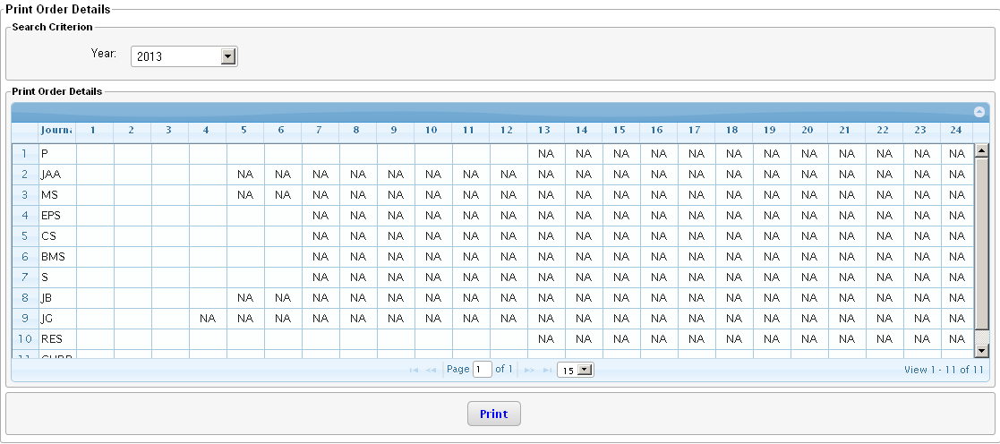 Print Order Details
Search Criterion
Year: 2013
Print Order Details
Journa 1 2 3 4 5 6 7 8 9 10 11 12 13 14 15 16 17 18 19 20 21 22 23 24
1 P NA NA NA NA NA NA NA NA NA NA NA NA
2 JAA NA NA NA NA NA NA NA NA NA NA NA NA NA NA NA NA NA NA NA NA
3 MS NA NA NA NA NA NA NA NA NA NA NA NA NA NA NA NA NA NA NA NA
4 EPS NA NA NA NA NA NA NA NA NA NA NA NA NA NA NA NA NA NA
5 CS NA NA NA NA NA NA NA NA NA NA NA NA NA NA NA NA NA NA
6 BMS NA NA NA NA NA NA NA NA NA NA NA NA NA NA NA NA NA NA
7 S NA NA NA NA NA NA NA NA NA NA NA NA NA NA NA NA NA NA
8 JB NA NA NA NA NA NA NA NA NA NA NA NA NA NA NA NA NA NA NA NA
9 JG NA NA NA NA NA NA NA NA NA NA NA NA NA NA NA NA NA NA NA NA NA
10 RES NA NA NA NA NA NA NA NA NA NA NA NA
11
Page 1 of 1 15 View 1 - 11 of 11
Print